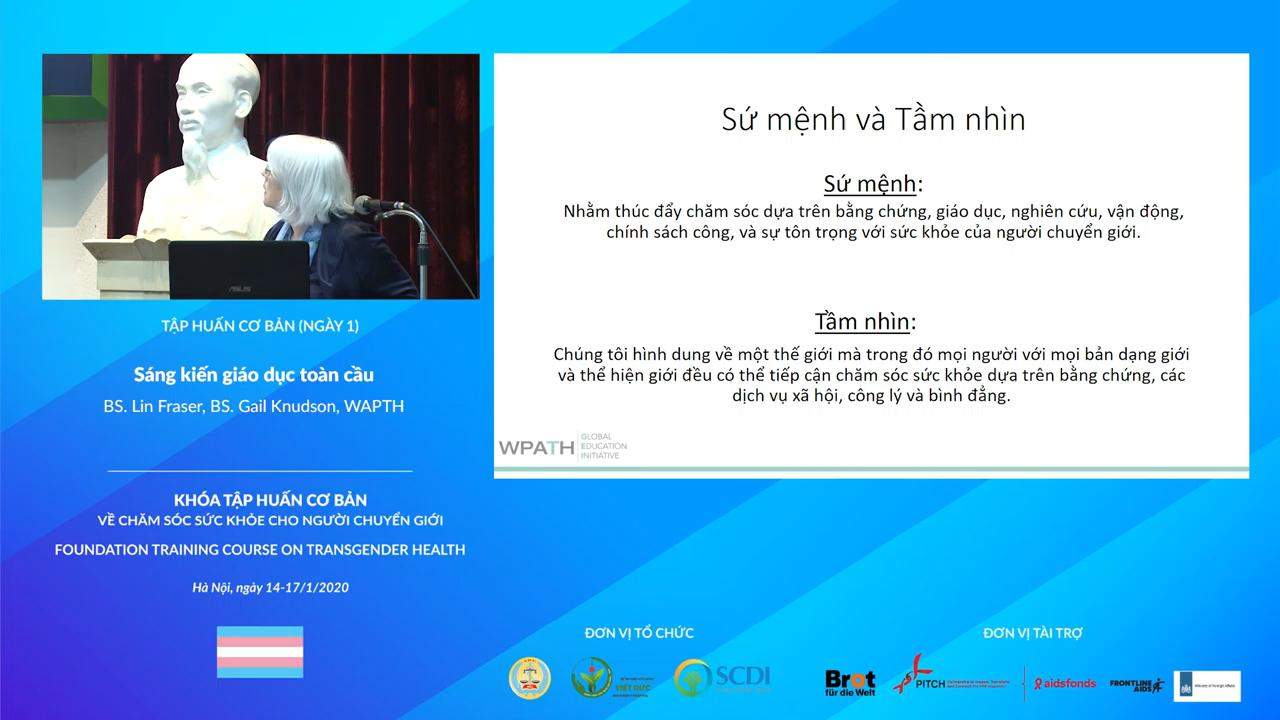 ASUS
TẬP HUẤN CƠ BẢN (NGÀY 1)
Sáng kiến giáo dục toàn cầu
BS. Lin Fraser, BS. Gail Knudson, WAPTH
KHÓA TẬP HUẤN CƠ BẢN
VỀ CHĂM SÓC SỨC KHỎE CHO NGƯỜI CHUYỂN GIỚI
FOUNDATION TRAINING COURSE ON TRANSGENDER HEALTH
Hà Nội, ngày 14-17/1/2020
Sứ mệnh và Tầm nhìn
Sứ mệnh:
Nhằm thúc đẩy chăm sóc dựa trên bằng chứng, giáo dục, nghiên cứu, vận động,
chính sách công, và sự tôn trọng với sức khỏe của người chuyển giới.
Tầm nhìn:
Chúng tôi hình dung về một thế giới mà trong đó mọi người với mọi bản dạng giới
và thể hiện giới đều có thể tiếp cận chăm sóc sức khỏe dựa trên bằng chứng, các
dịch vụ xã hội, công lý và bình đẳng.
WPATH
GLOBAL
EDUCATION
INITIATIVE
ĐƠN VỊ TỔ CHỨC
VIỆT ĐỨC
SCDI
ĐƠN VỊ TÀI TRỢ
Brot
für die Welt
PITCH
aidsfonds
FRONTLINE
AIDS
Ministry of Foreign Affairs